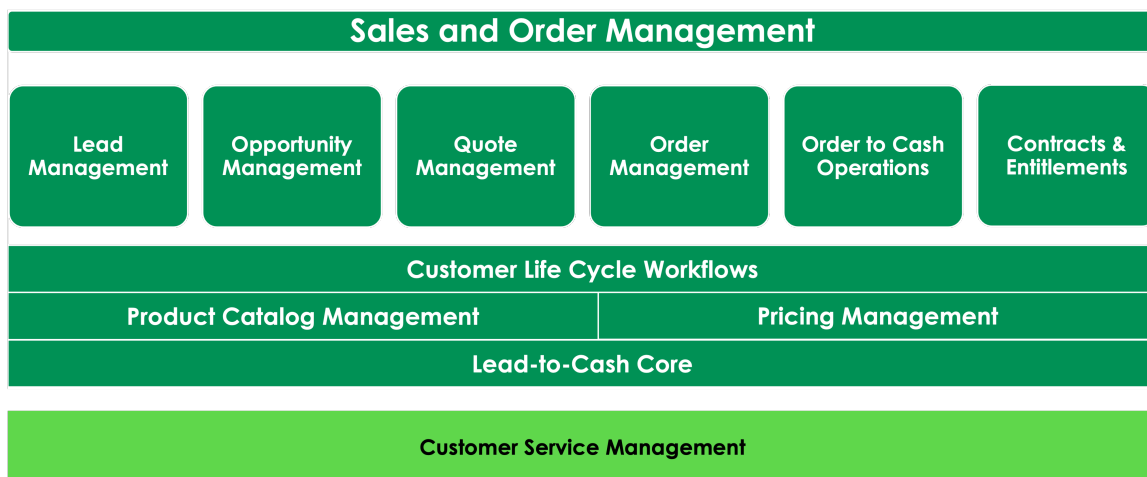 Sales and Order Management
Lead
Management
Opportunity
Management
Quote
Management
Order
Management
Order to Cash
Operations
Contracts &
Entitlements
Customer Life Cycle Workflows
Product Catalog Management
Pricing Management
Lead-to-Cash Core
Customer Service Management